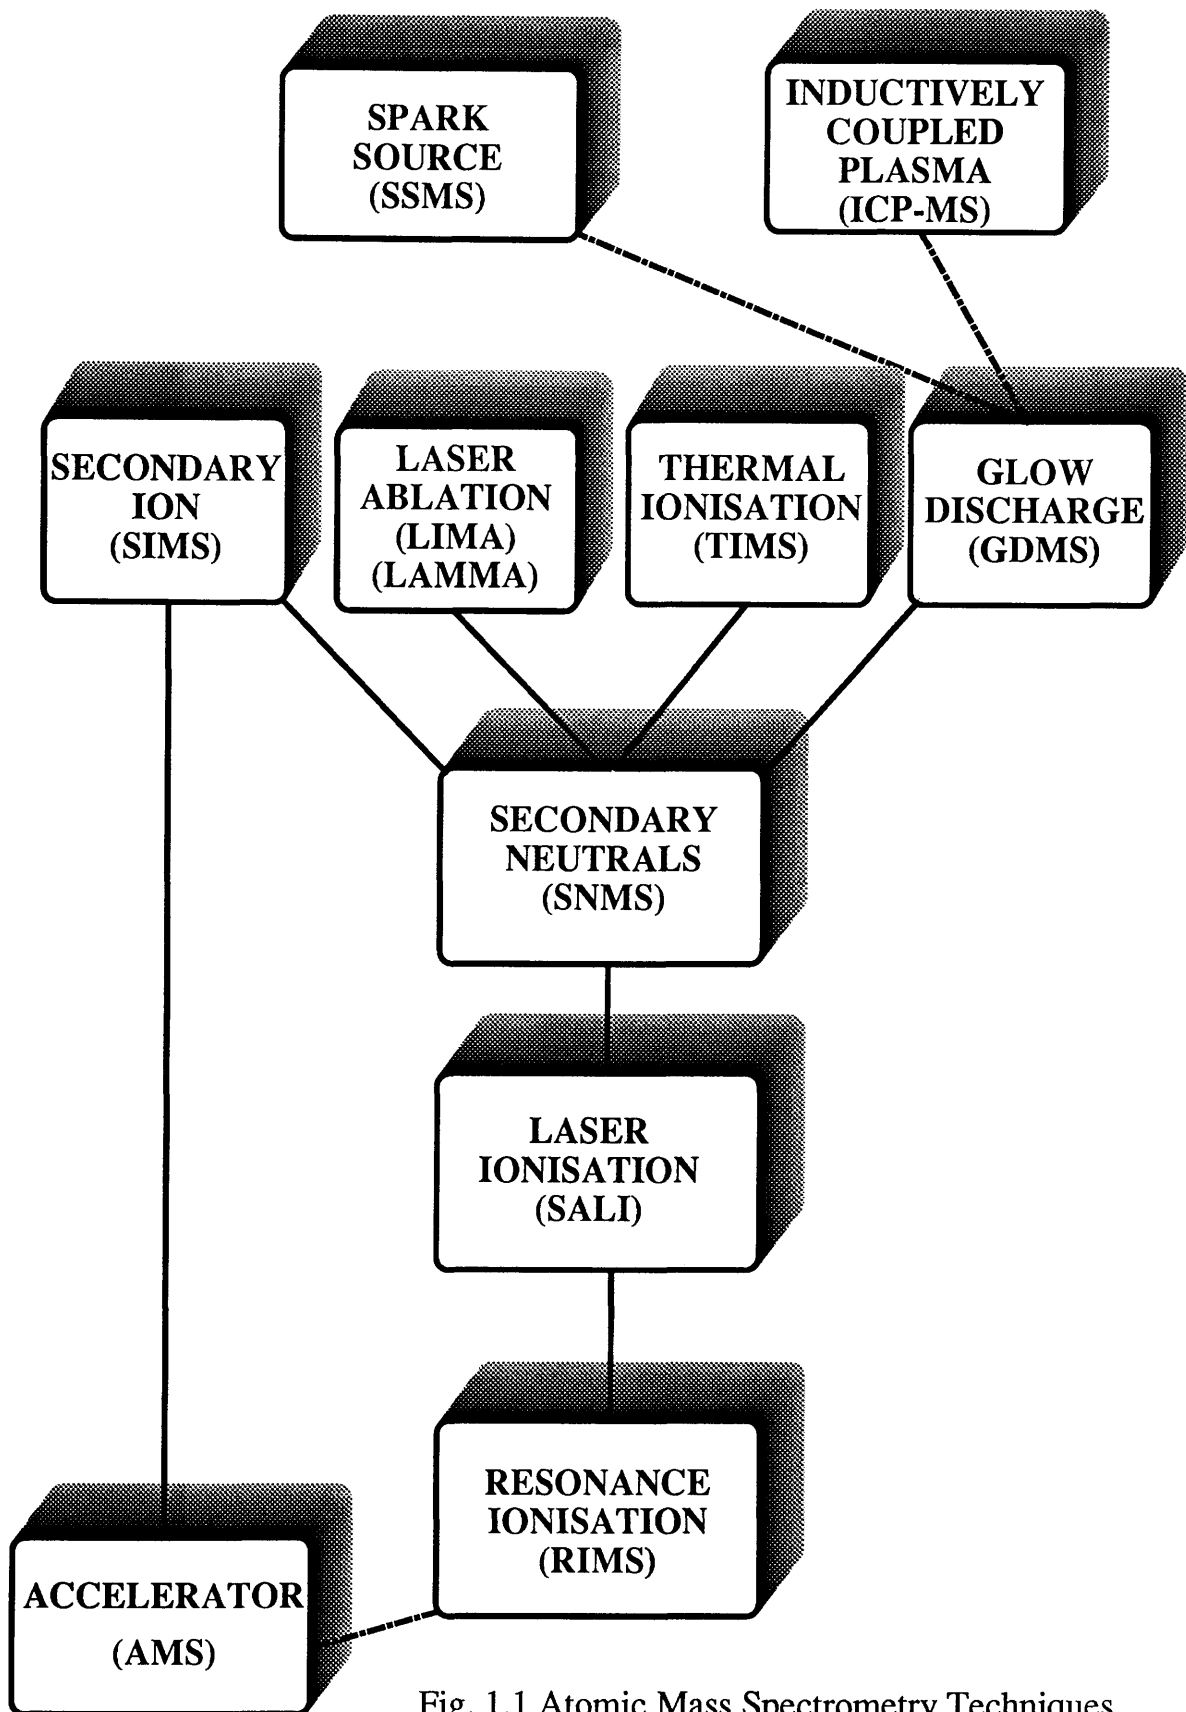 SPARK
SOURCE
(SSMS)
INDUCTIVELY
COUPLED
PLASMA
(ICP-MS)
SECONDARY
ION
(SIMS)
LASER
ABLATION
(LIMA)
(LAMMA)
THERMAL
IONISATION
(TIMS)
GLOW
DISCHARGE
(GDMS)
SECONDARY
NEUTRALS
(SNMS)
LASER
IONISATION
(SALI)
RESONANCE
IONISATION
(RIMS)
ACCELERATOR
(AMS)
Fig. 1.1 Atomic Mass Spectrometry Techniques